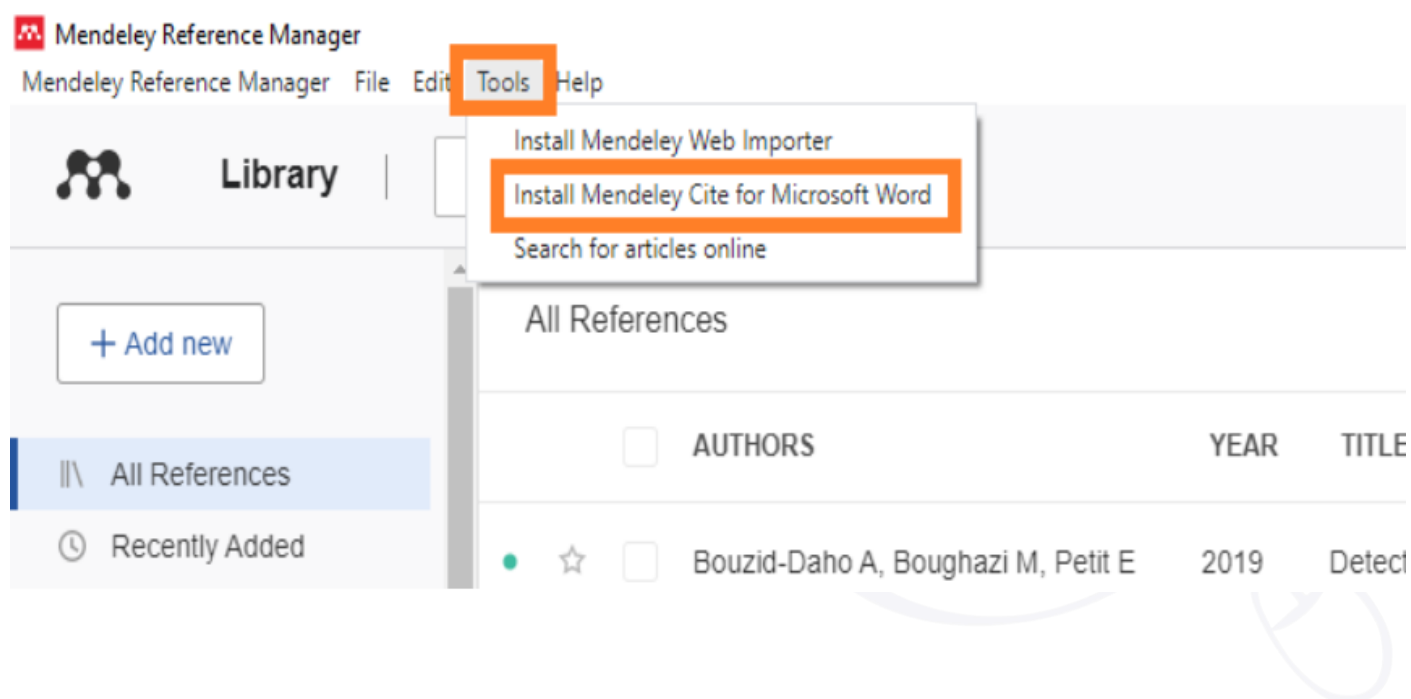 Mendeley Reference Manager
Mendeley Reference Manager File Edit Tools Help
Install Mendeley Web Importer
Library
Install Mendeley Cite for Microsoft Word
Search for articles online
+ Add new
All References
AUTHORS YEAR TITLE
All References
Recently Added
Bouzid-Daho A, Boughazi M, Petit E 2019 Detect